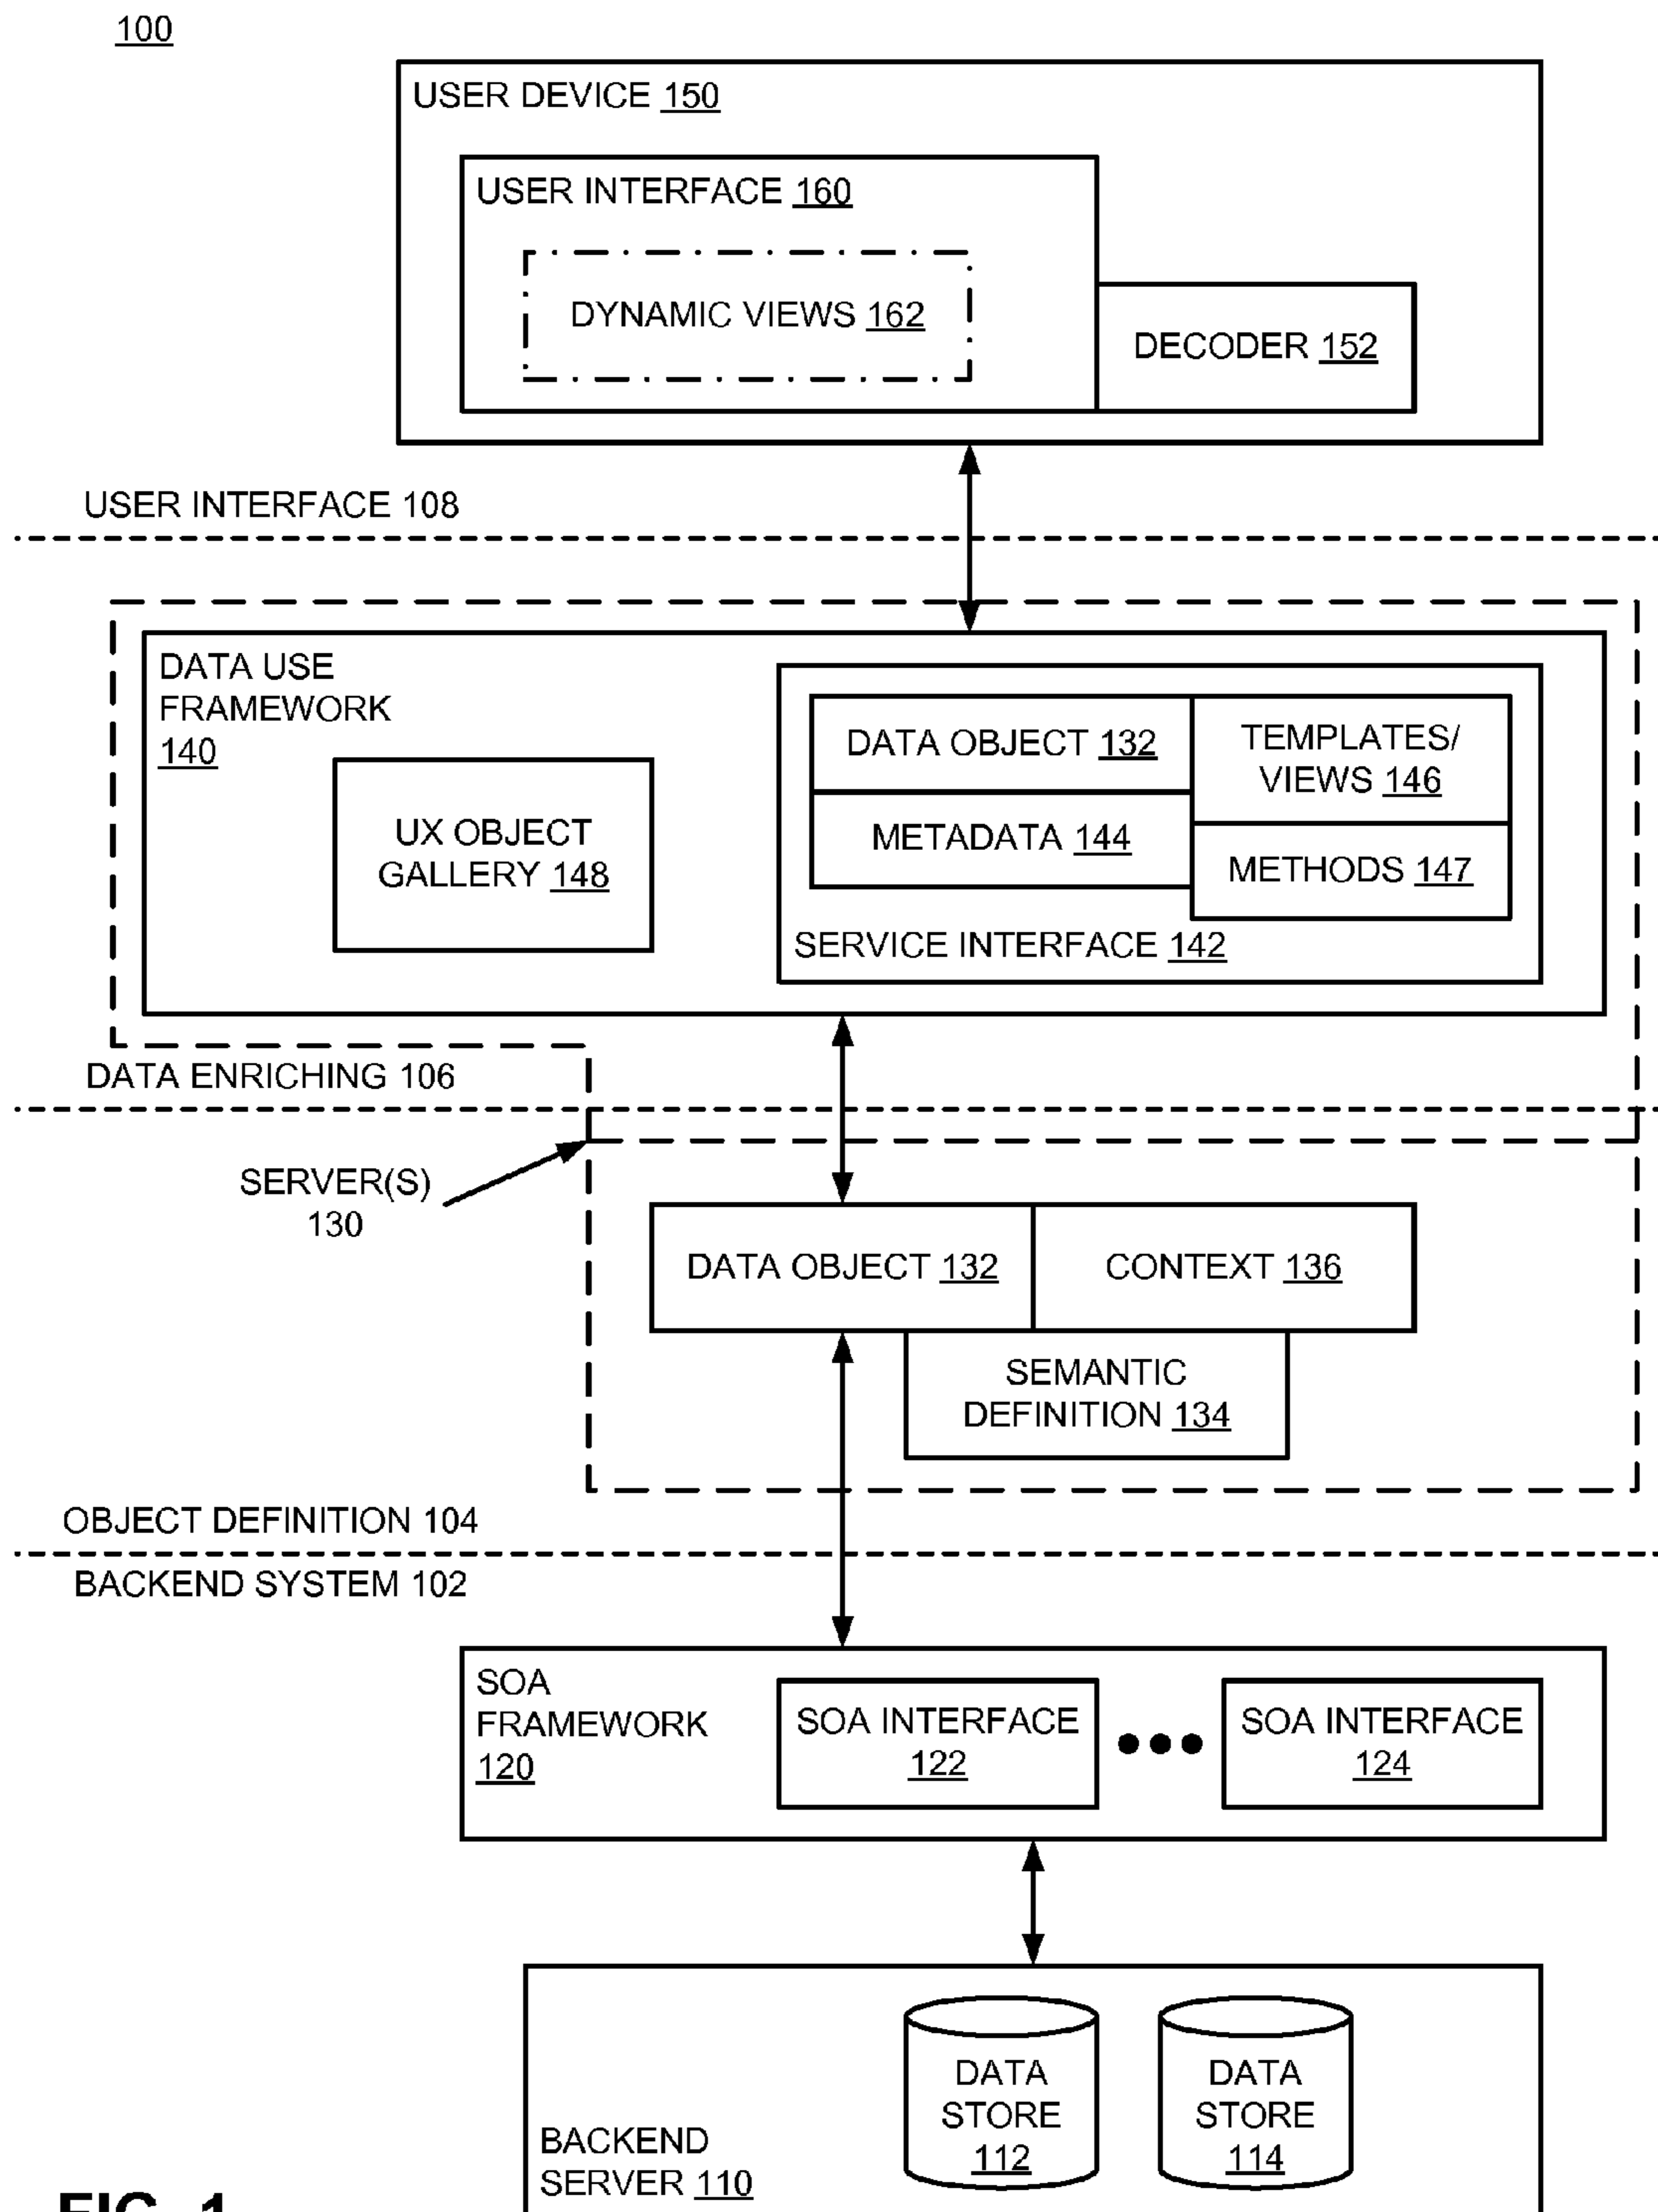 100
USER DEVICE 150
USER INTERFACE 160
DYNAMIC VIEWS 162
DECODER 152
USER INTERFACE 108
DATA USE
FRAMEWORK
140
UX OBJECT
GALLERY 148
DATA OBJECT 132
METADATA 144
TEMPLATES/
VIEWS 146
METHODS 147
SERVICE INTERFACE 142
DATA ENRICHING 106
SERVER(S)
130
DATA OBJECT 132
CONTEXT 136
SEMANTIC
DEFINITION 134
OBJECT DEFINITION 104
BACKEND SYSTEM 102
SOA
FRAMEWORK
120
SOA INTERFACE
122
SOA INTERFACE
124
DATA
STORE
112
DATA
STORE
114
BACKEND
SERVER 110
FIG. 1